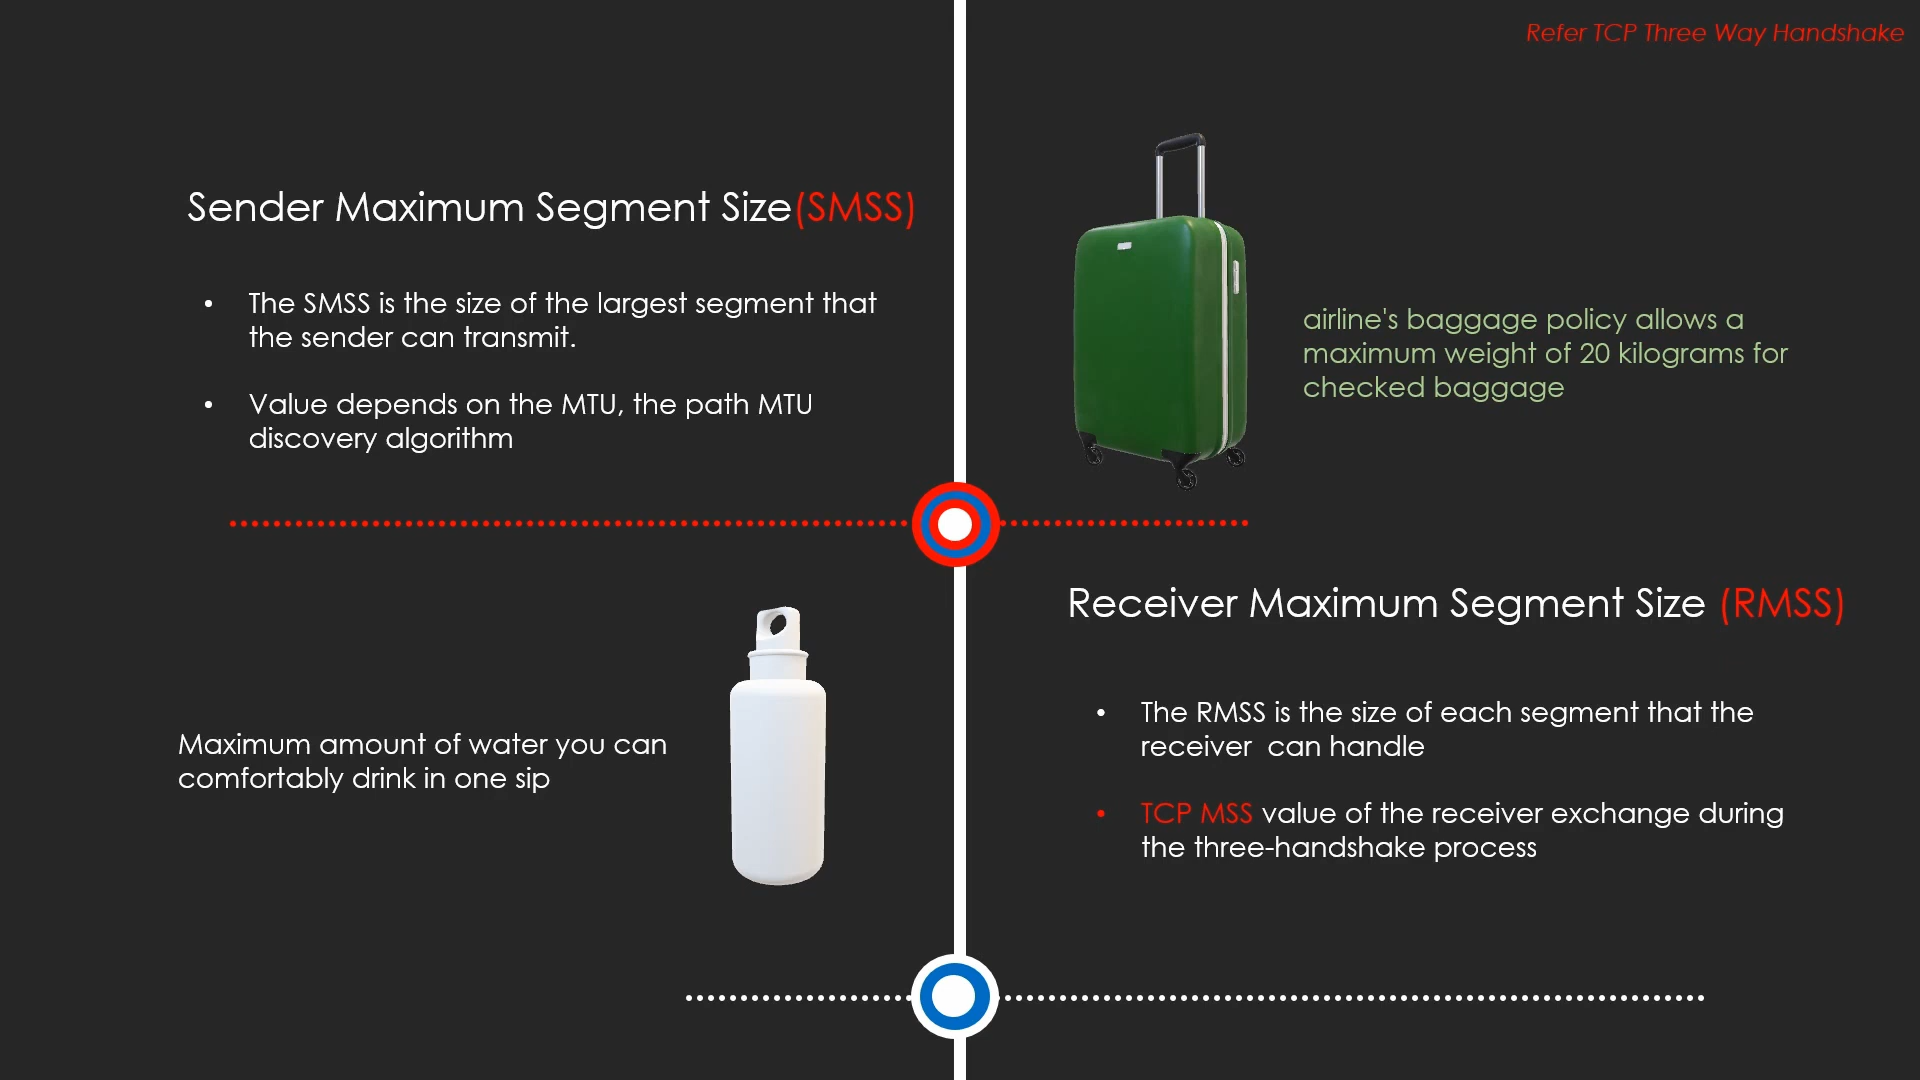 Refer TCP Three Way Handshake
Sender Maximum Segment Size(SMSS)
• The SMSS is the size of the largest segment that
the sender can transmit.
• Value depends on the MTU, the path MTU
discovery algorithm
airline's baggage policy allows a
maximum weight of 20 kilograms for
checked baggage
Receiver Maximum Segment Size (RMSS)
• The RMSS is the size of each segment that the
receiver  can handle
• TCP MSS value of the receiver exchange during
the three-handshake process
Maximum amount of water you can
comfortably drink in one sip